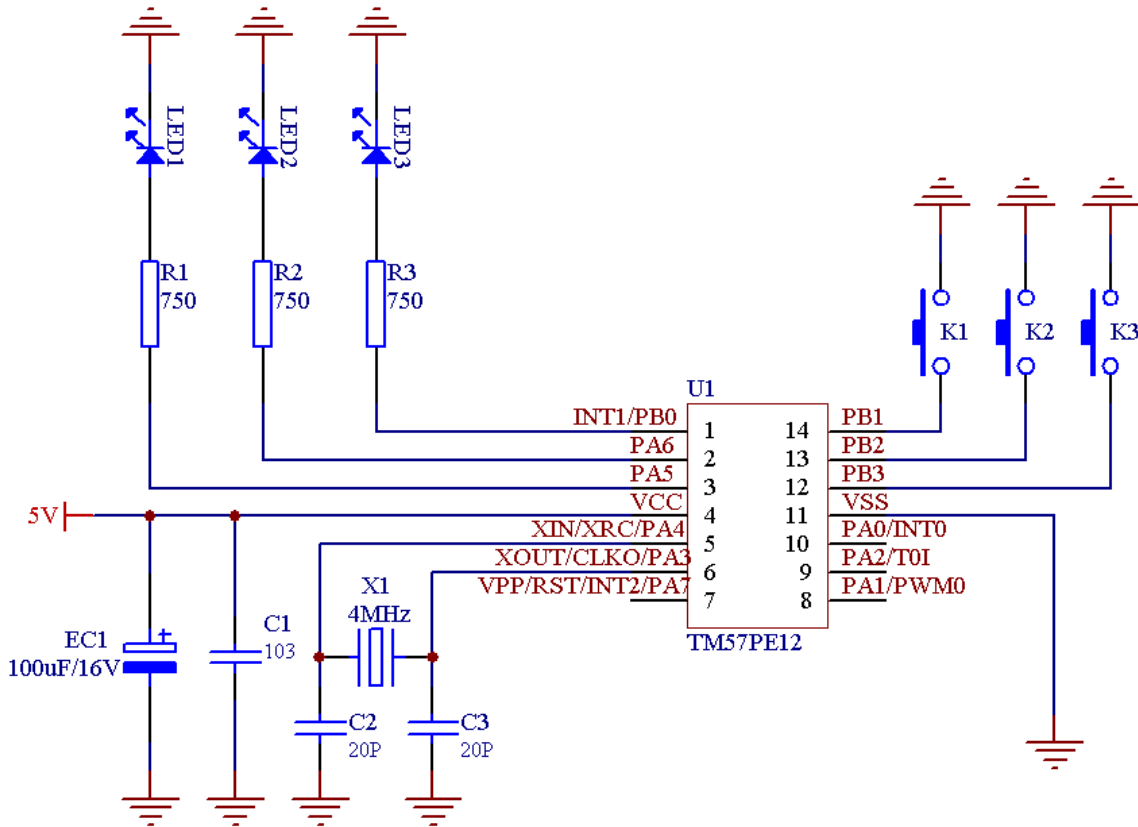 LED1
LED2
LED3
R1
750
R2
750
R3
750
K1
K2
K3
U1
INT1/PB0
1
14
PB1
PA6
2
13
PB2
PA5
3
12
PB3
5V
VCC
4
11
VSS
XIN/XRC/PA4
5
10
PA0/INT0
XOUT/CLKO/PA3
6
9
PA2/T0I
VPP/RST/INT2/PA7
7
8
PA1/PWM0
TM57PE12
X1
4MHz
EC1
+
100uF/16V
C1
103
C2
20P
C3
20P